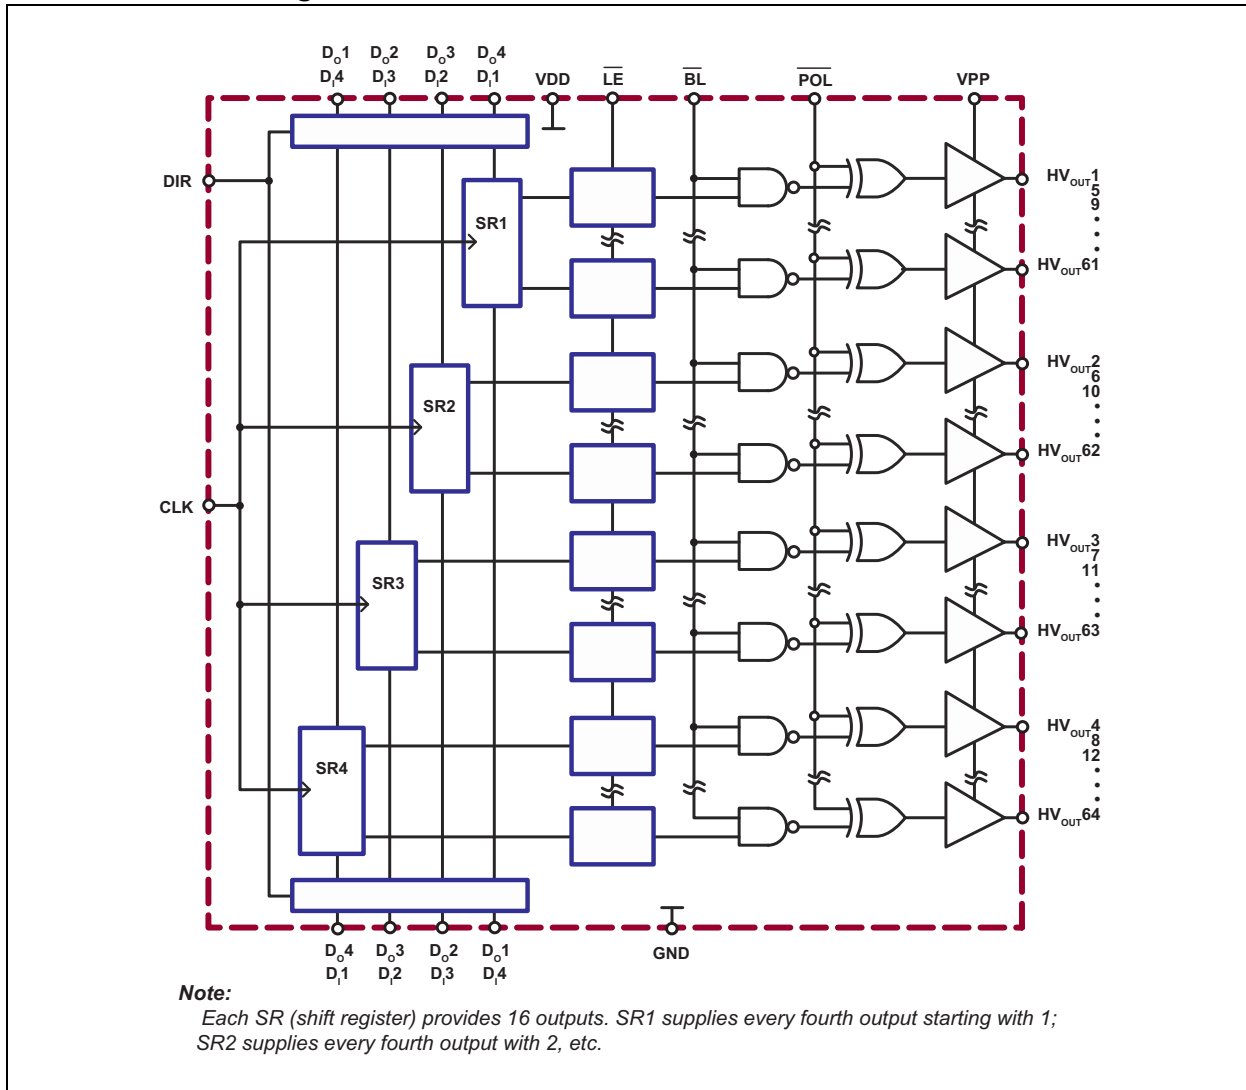 g
DO1 DO2 DO3 DO4
DI4 DI3 DI2 DI1 VDD LE BL POL VPP
DIR
CLK
SR1
SR2
SR3
SR4
HVOUT1
5
9
HVOUT61
HVOUT2
6
10
HVOUT62
HVOUT3
7
11
HVOUT63
HVOUT4
8
12
HVOUT64
DO4 DO3 DO2 DO1
DI1 DI2 DI3 DI4
GND
Note:
Each SR (shift register) provides 16 outputs. SR1 supplies every fourth output starting with 1;
SR2 supplies every fourth output with 2, etc.